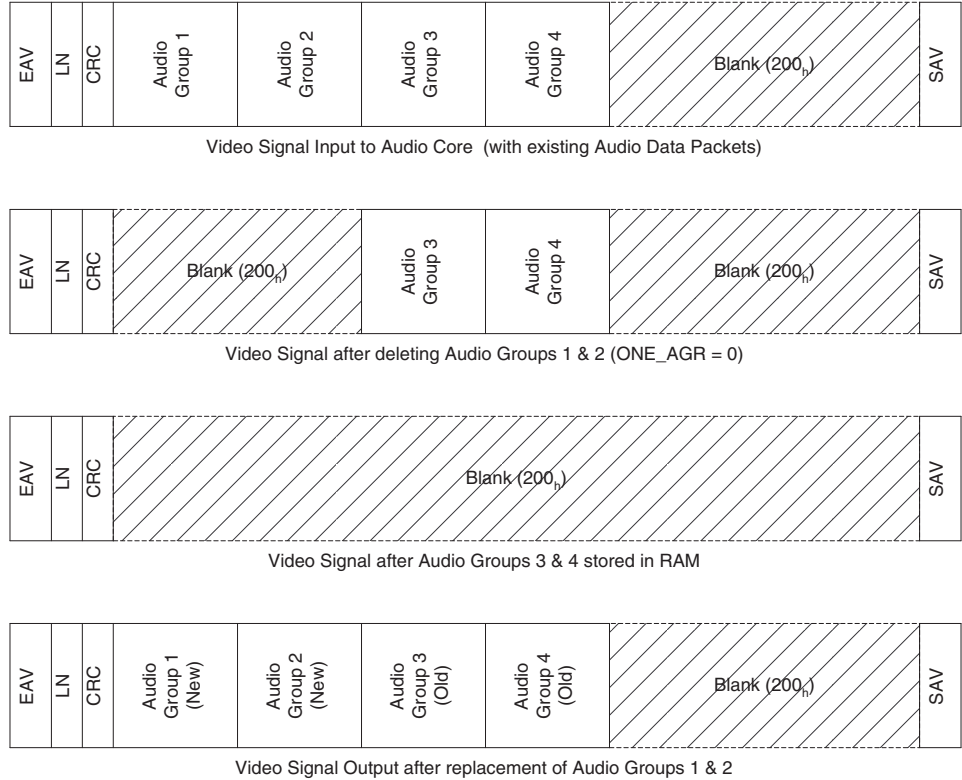 EAV
LN
CRC
Audio
Group 1
Audio
Group 2
Audio
Group 3
Audio
Group 4
Blank (200h)
SAV
Video Signal Input to Audio Core (with existing Audio Data Packets)
EAV
LN
CRC
Blank (200h)
Audio
Group 3
Audio
Group 4
Blank (200h)
SAV
Video Signal after deleting Audio Groups 1 & 2 (ONE_AGR = 0)
EAV
LN
CRC
Blank (200h)
SAV
Video Signal after Audio Groups 3 & 4 stored in RAM
EAV
LN
CRC
Audio
Group 1
(New)
Audio
Group 2
(New)
Audio
Group 3
(Old)
Audio
Group 4
(Old)
Blank (200h)
SAV
Video Signal Output after replacement of Audio Groups 1 & 2